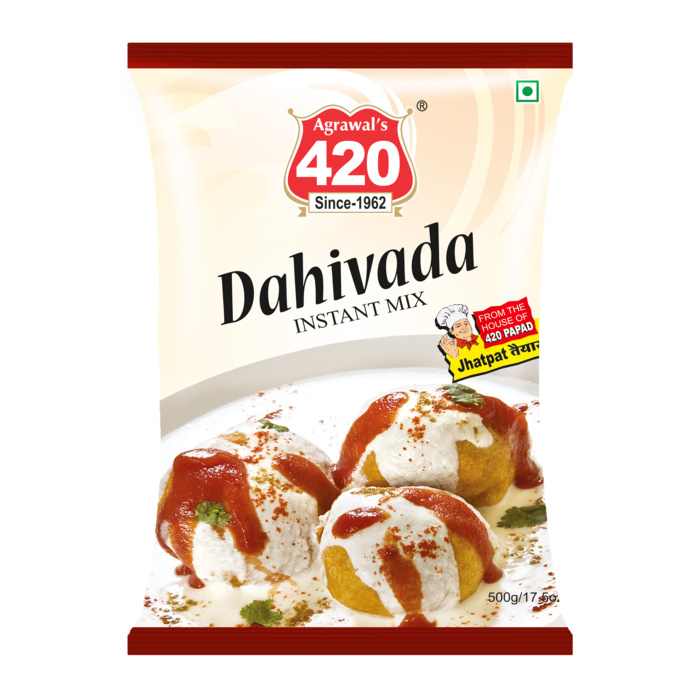 Agrawal's
®
420
Since-1962
Dahivada
INSTANT MIX
FROM THE
HOUSE OF
420 PAPAD
Jhatpat तैयार
500g/17.6o.